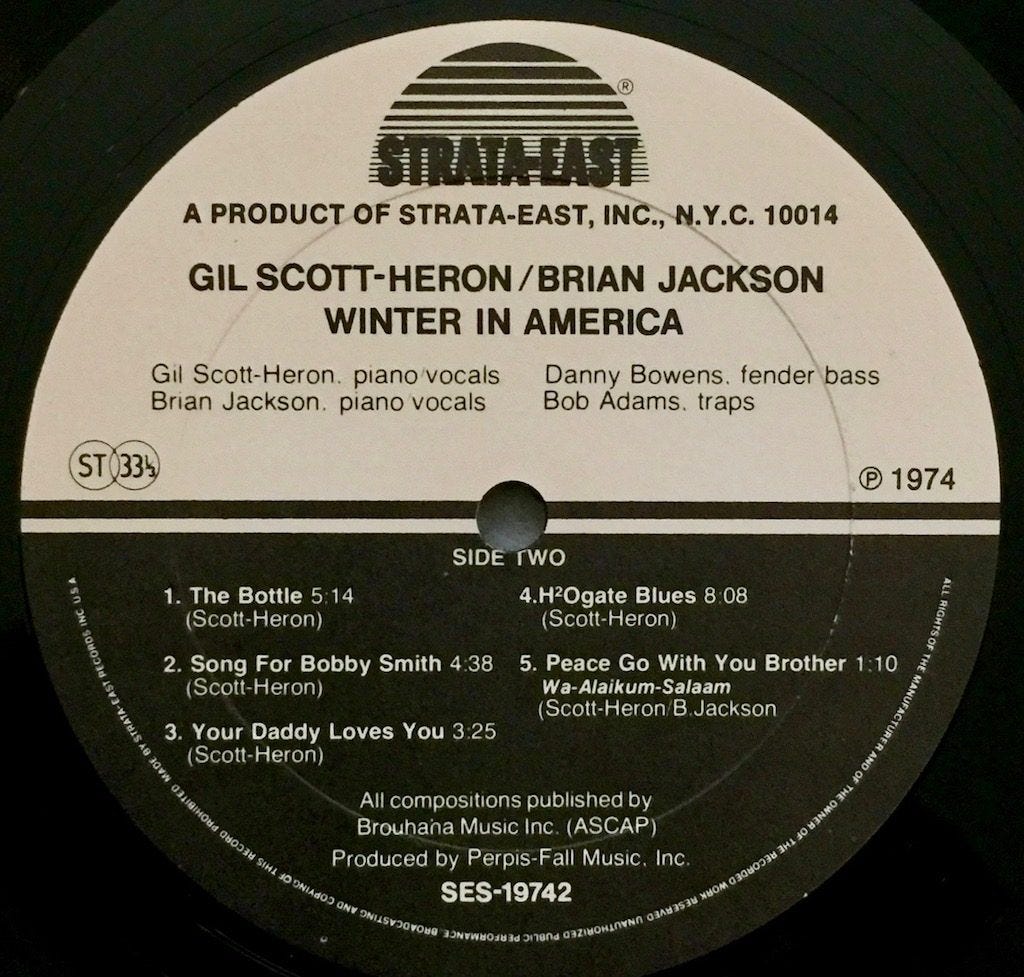 STRATA-EAST ®
A PRODUCT OF STRATA-EAST, INC., N.Y.C. 10014
GIL SCOTT-HERON/BRIAN JACKSON
WINTER IN AMERICA
Gil Scott-Heron. piano/vocals
Brian Jackson. piano/vocals
Danny Bowens. fender bass
Bob Adams. traps
ST 33⅓
℗ 1974
SIDE TWO
1. The Bottle 5:14
(Scott-Heron)
2. Song For Bobby Smith 4:38
(Scott-Heron)
3. Your Daddy Loves You 3:25
(Scott-Heron)
4.H²Ogate Blues 8:08
(Scott-Heron)
5. Peace Go With You Brother 1:10
Wa-Alaikum-Salaam
(Scott-Heron/B.Jackson
All compositions published by
Brouhaha Music Inc. (ASCAP)
Produced by Perpis-Fall Music, Inc.
SES-19742
ALL RIGHTS OF THE MANUFACTURER AND OF THE OWNER OF THE RECORDED WORK RESERVED UNAUTHORIZED PUBLIC PERFORMANCE BROADCASTING AND COPYING OF THIS RECORD PROHIBITED MADE BY STRATA-EAST RECORDS INC U S A